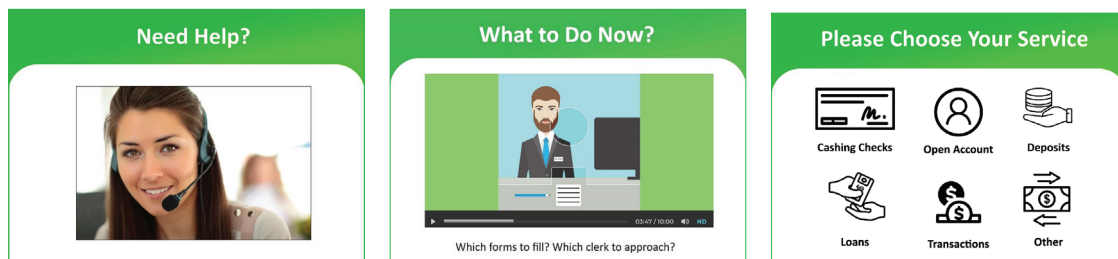 Need Help?
What to Do Now?
03:47 / 10:00 HD
Which forms to fill? Which clerk to approach?
Please Choose Your Service
Cashing Checks
Open Account
Deposits
Loans
Transactions
Other